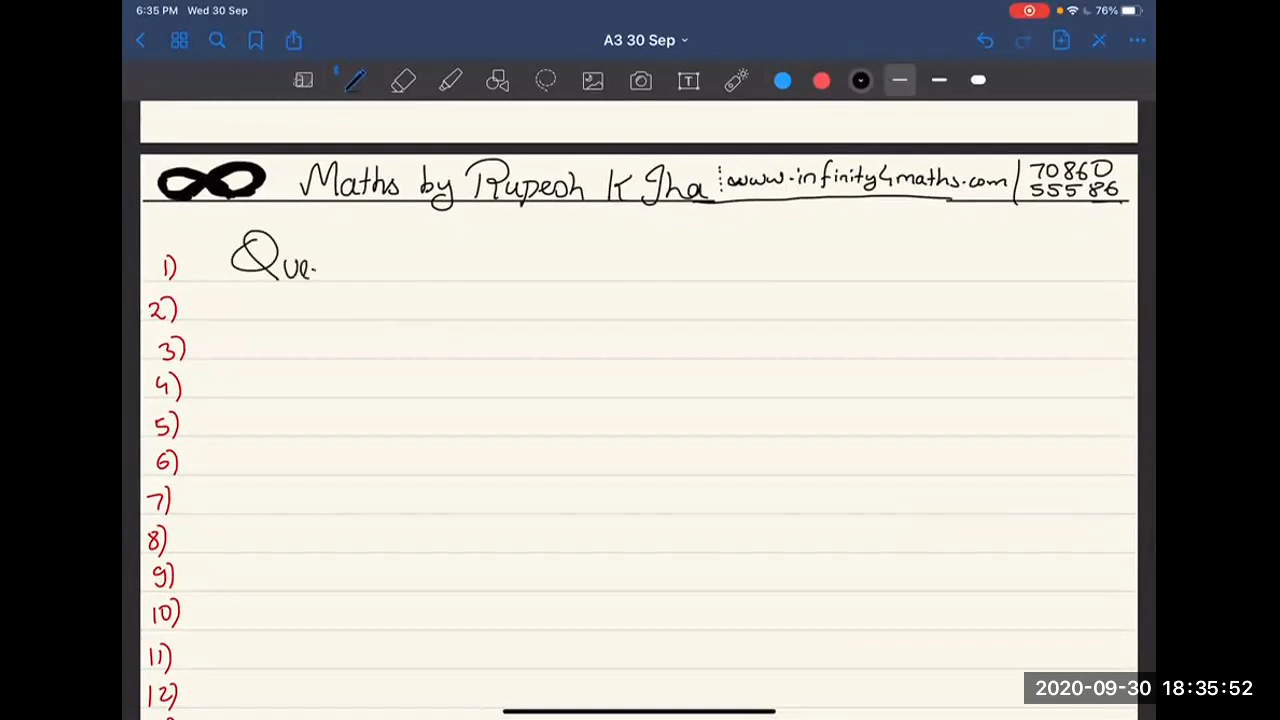 6:35 PM Wed 30 Sep
76%
A3 30 Sep
T
Maths by Rupesh K Jha
www.infinity4maths.com
70860
55586
1) Que.
2)
3)
4)
5)
6)
7)
8)
9)
10)
11)
12)
2020-09-30 18:35:52